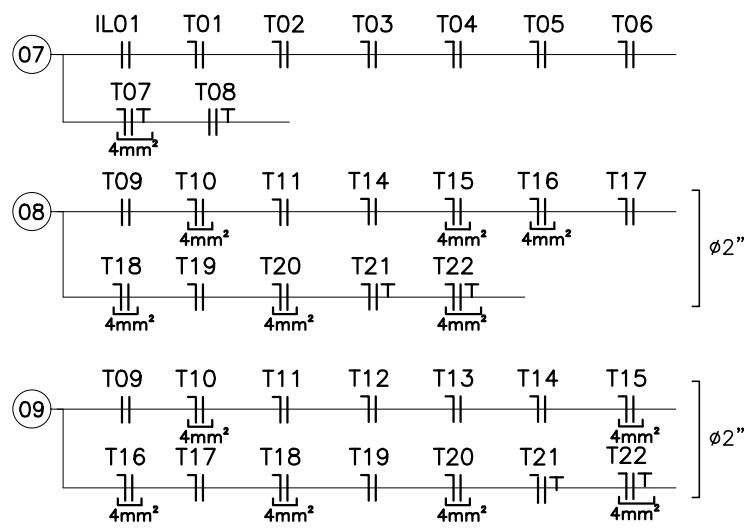 IL01 T01 T02 T03 T04 T05 T06
07
T07 T08
4mm²
T09 T10 T11 T14 T15 T16 T17
08
4mm² 4mm² 4mm²
ø2"
T18 T19 T20 T21 T22
4mm² 4mm² 4mm²
T09 T10 T11 T12 T13 T14 T15
09
4mm² 4mm²
ø2"
T16 T17 T18 T19 T20 T21 T22
4mm² 4mm² 4mm² 4mm²